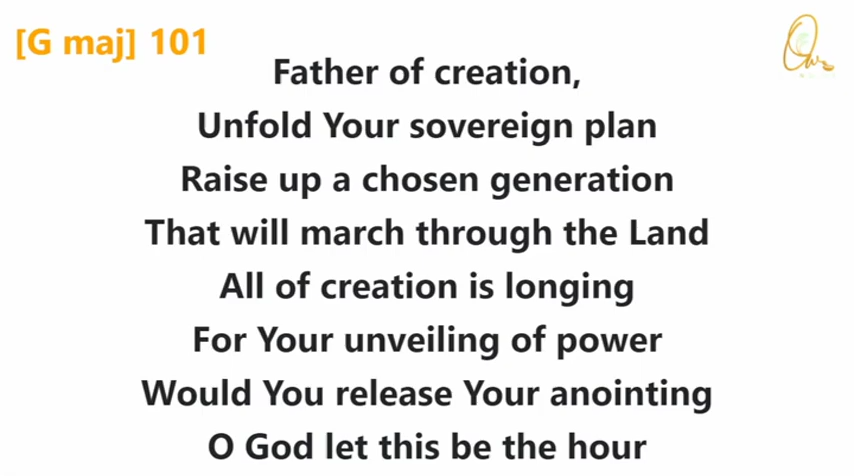 [G maj] 101
Father of creation,
Unfold Your sovereign plan
Raise up a chosen generation
That will march through the Land
All of creation is longing
For Your unveiling of power
Would You release Your anointing
O God let this be the hour